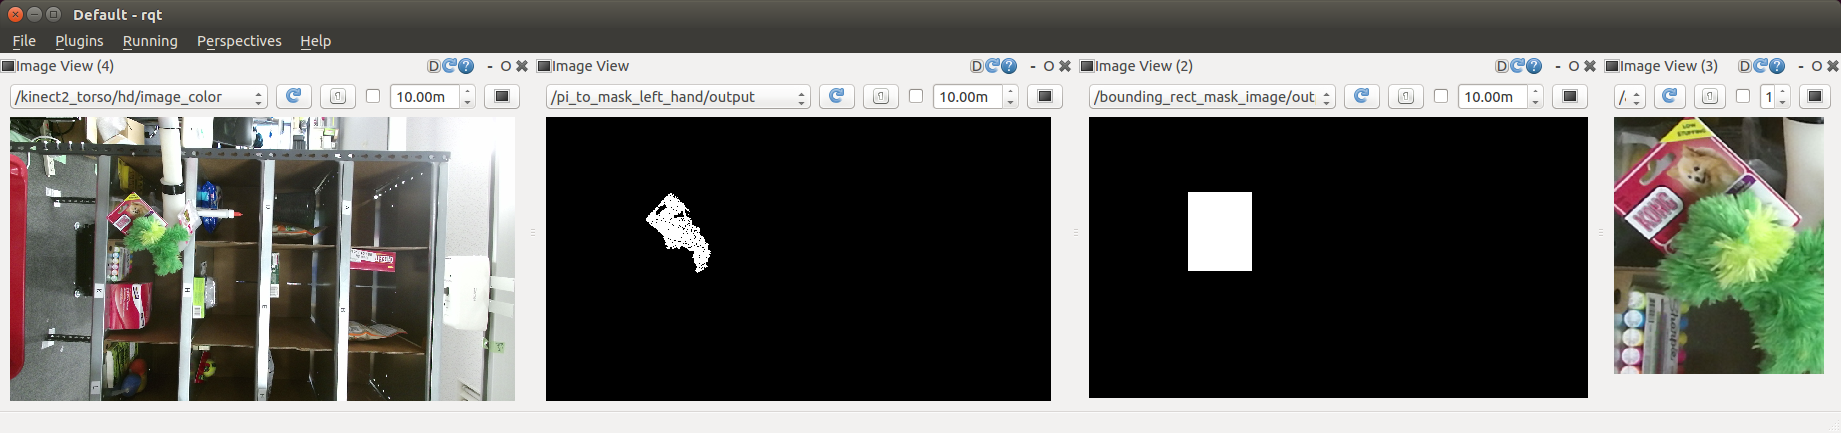 Default - rqt
File Plugins Running Perspectives Help
Image View (4) D ? - O
Image View D ? - O
Image View (2) D ? - O
Image View (3) D ? - O
/kinect2_torso/hd/image_color 10.00m
/pi_to_mask_left_hand/output 10.00m
/bounding_rect_mask_image/out 10.00m
/ 1
KONG
Sharpie